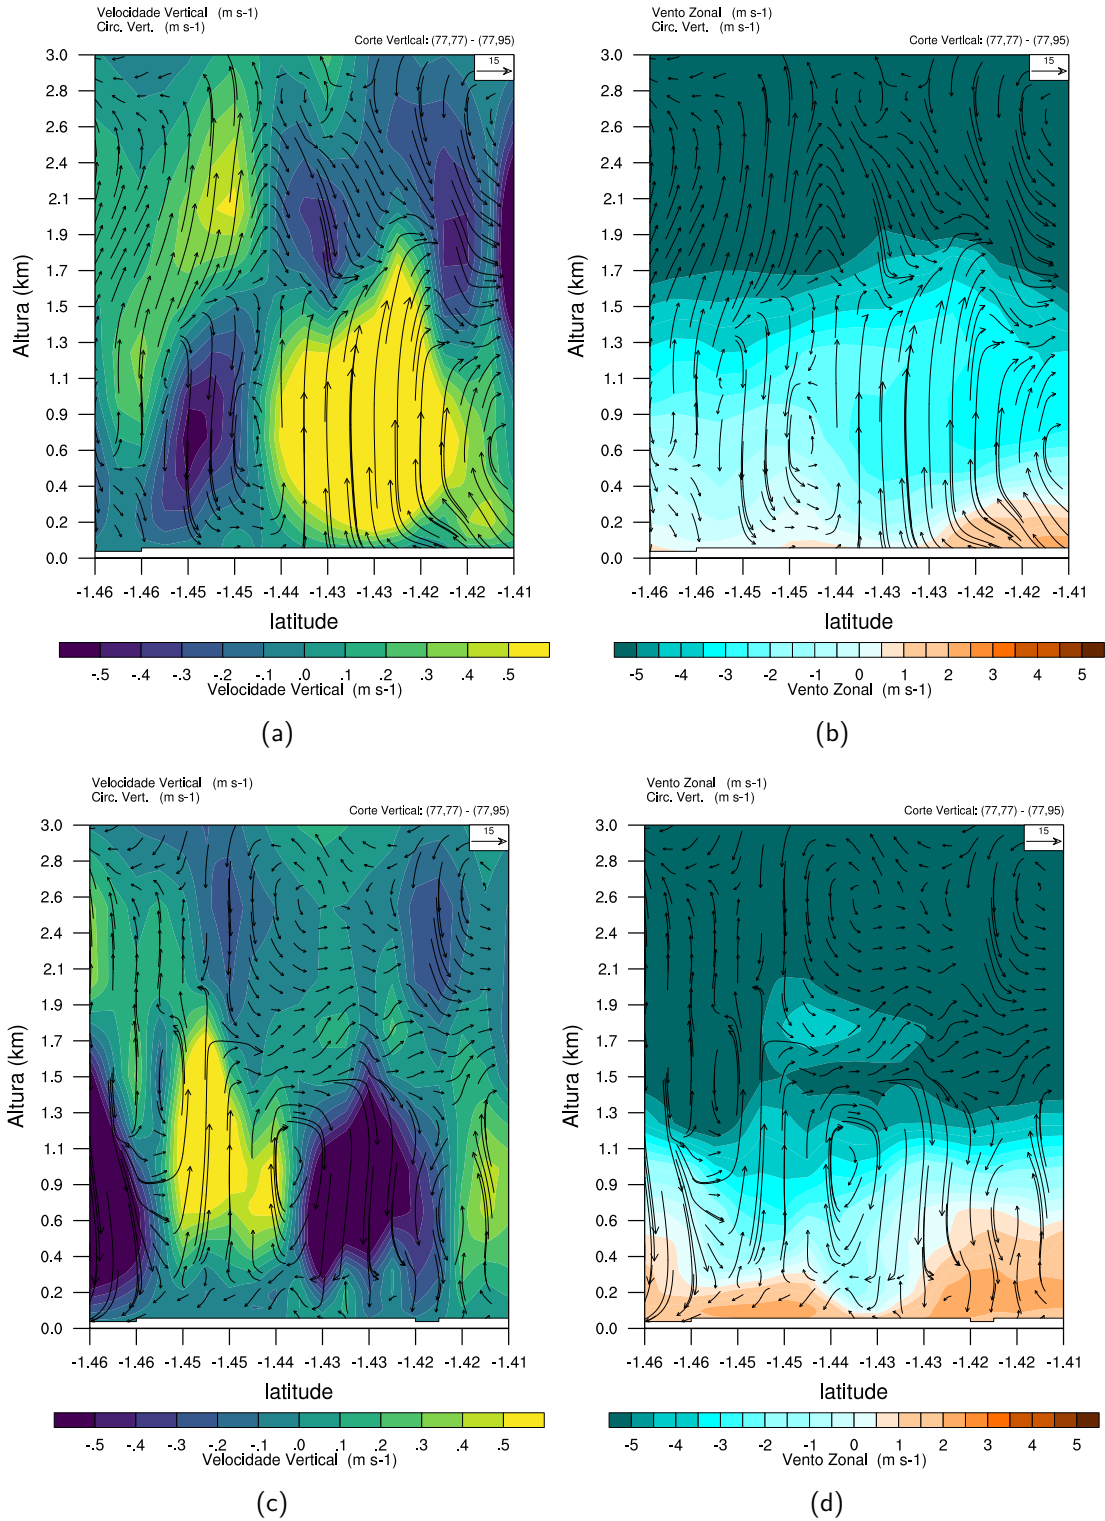 Velocidade Vertical (m s-1)
Circ. Vert. (m s-1)
Corte Vertical: (77,77) - (77,95)
15
3.0
2.8
2.6
2.4
2.1
1.9
1.7
1.5
1.3
1.1
0.9
0.6
0.4
0.2
0.0
Altura (km)
-1.46 -1.46 -1.45 -1.45 -1.44 -1.43 -1.43 -1.42 -1.42 -1.41
latitude
-.5 -.4 -.3 -.2 -.1 .0 .1 .2 .3 .4 .5
Velocidade Vertical (m s-1)
(a)
Vento Zonal (m s-1)
Circ. Vert. (m s-1)
Corte Vertical: (77,77) - (77,95)
15
3.0
2.8
2.6
2.4
2.1
1.9
1.7
1.5
1.3
1.1
0.9
0.6
0.4
0.2
0.0
Altura (km)
-1.46 -1.46 -1.45 -1.45 -1.44 -1.43 -1.43 -1.42 -1.42 -1.41
latitude
-5 -4 -3 -2 -1 0 1 2 3 4 5
Vento Zonal (m s-1)
(b)
Velocidade Vertical (m s-1)
Circ. Vert. (m s-1)
Corte Vertical: (77,77) - (77,95)
15
3.0
2.8
2.6
2.4
2.1
1.9
1.7
1.5
1.3
1.1
0.9
0.6
0.4
0.2
0.0
Altura (km)
-1.46 -1.46 -1.45 -1.45 -1.44 -1.43 -1.43 -1.42 -1.42 -1.41
latitude
-.5 -.4 -.3 -.2 -.1 .0 .1 .2 .3 .4 .5
Velocidade Vertical (m s-1)
(c)
Vento Zonal (m s-1)
Circ. Vert. (m s-1)
Corte Vertical: (77,77) - (77,95)
15
3.0
2.8
2.6
2.4
2.1
1.9
1.7
1.5
1.3
1.1
0.9
0.6
0.4
0.2
0.0
Altura (km)
-1.46 -1.46 -1.45 -1.45 -1.44 -1.43 -1.43 -1.42 -1.42 -1.41
latitude
-5 -4 -3 -2 -1 0 1 2 3 4 5
Vento Zonal (m s-1)
(d)